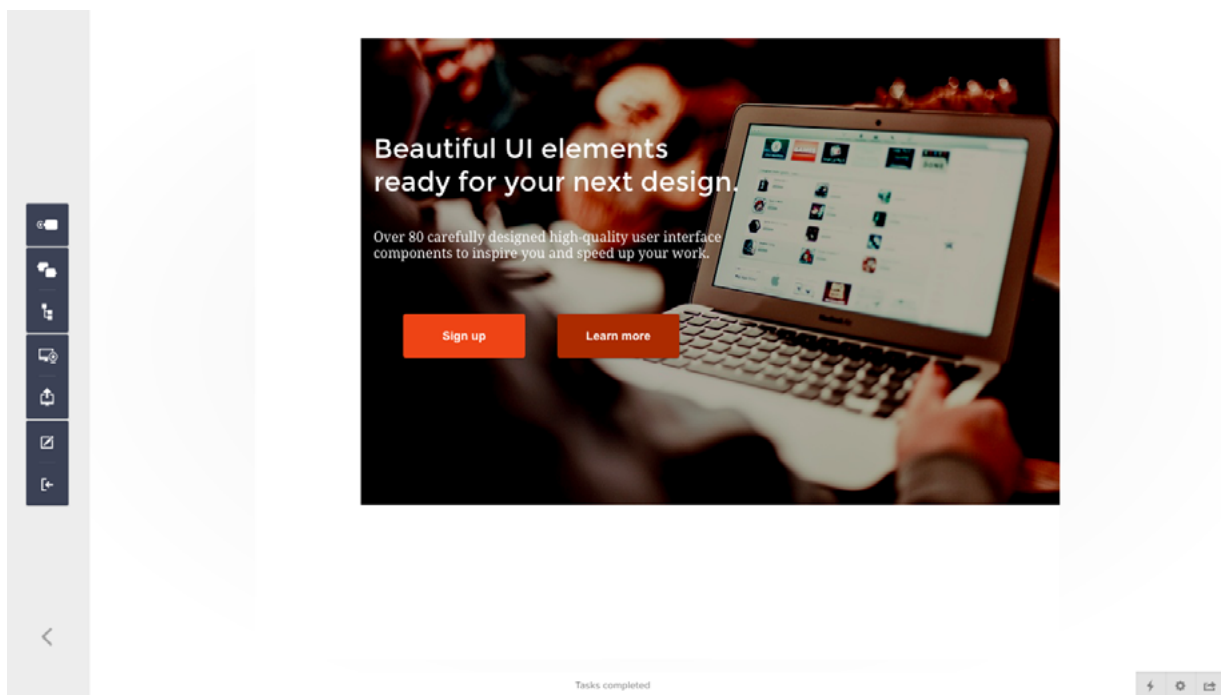 Beautiful UI elements
ready for your next design.
Over 80 carefully designed high-quality user interface
components to inspire you and speed up your work.
Sign up
Learn more
Tasks completed